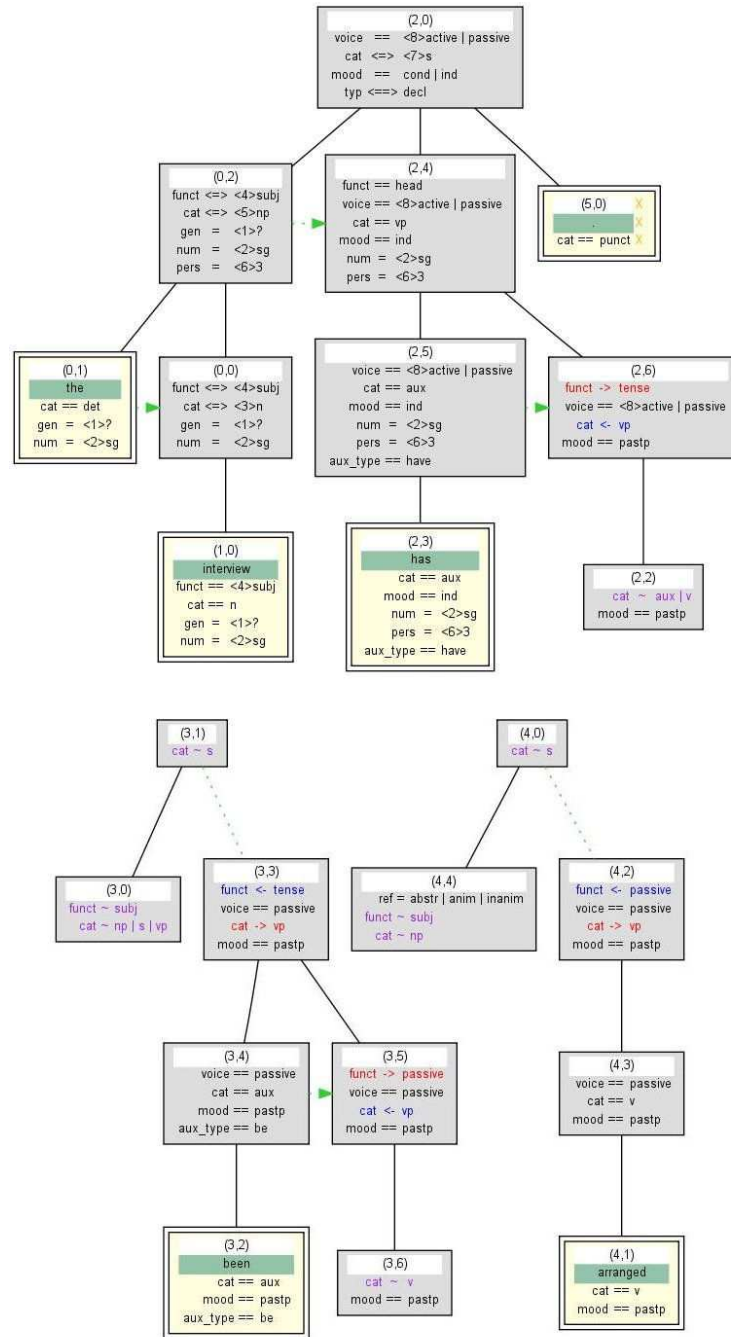 (2,0)
voice == <8>active | passive
cat <=> <7>s
mood == cond | ind
typ <==> decl
(0,2)
funct <=> <4>subj
cat <=> <5>np
gen = <1>?
num = <2>sg
pers = <6>3
(2,4)
funct == head
voice == <8>active | passive
cat == vp
mood == ind
num = <2>sg
pers = <6>3
(5,0) X
. X
cat == punct X
(0,1)
the
cat == det
gen = <1>?
num = <2>sg
(0,0)
funct <=> <4>subj
cat <=> <3>n
gen = <1>?
num = <2>sg
(2,5)
voice == <8>active | passive
cat == aux
mood == ind
num = <2>sg
pers = <6>3
aux_type == have
(2,6)
funct -> tense
voice == <8>active | passive
cat <- vp
mood == pastp
(1,0)
interview
funct == <4>subj
cat == n
gen = <1>?
num = <2>sg
(2,3)
has
cat == aux
mood == ind
num = <2>sg
pers = <6>3
aux_type == have
(2,2)
cat ~ aux | v
mood == pastp
(3,1)
cat ~ s
(4,0)
cat ~ s
(3,0)
funct ~ subj
cat ~ np | s | vp
(3,3)
funct <- tense
voice == passive
cat -> vp
mood == pastp
(4,4)
ref = abstr | anim | inanim
funct ~ subj
cat ~ np
(4,2)
funct <- passive
voice == passive
cat -> vp
mood == pastp
(3,4)
voice == passive
cat == aux
mood == pastp
aux_type == be
(3,5)
funct -> passive
voice == passive
cat <- vp
mood == pastp
(4,3)
voice == passive
cat == v
mood == pastp
(3,2)
been
cat == aux
mood == pastp
aux_type == be
(3,6)
cat ~ v
mood == pastp
(4,1)
arranged
cat == v
mood == pastp